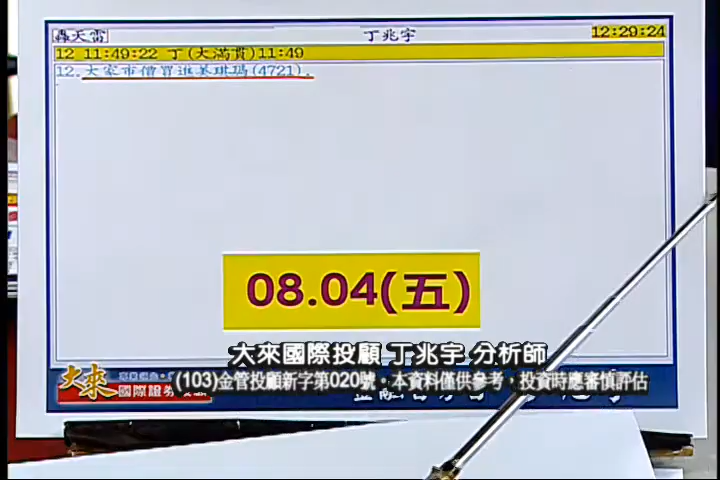 轟天雷 丁兆宇 12:29:24
12 11:49:22 丁(大滿貫)11:49
12.大家市價買進美琪瑪(4721).
08.04(五)
大來國際投顧 丁兆宇 分析師
(103)金管投顧新字第020號，本資料僅供參考，投資時應審慎評估
大來
國際證券投顧